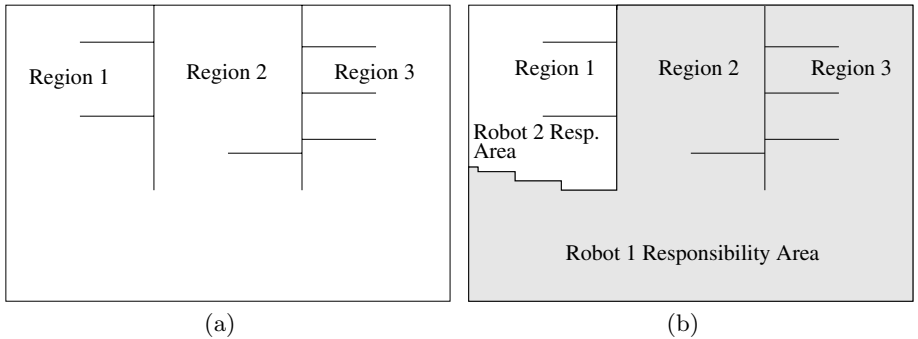 Region 1
Region 2
Region 3
Region 1
Region 2
Region 3
Robot 2 Resp.
Area
Robot 1 Responsibility Area
(a)
(b)